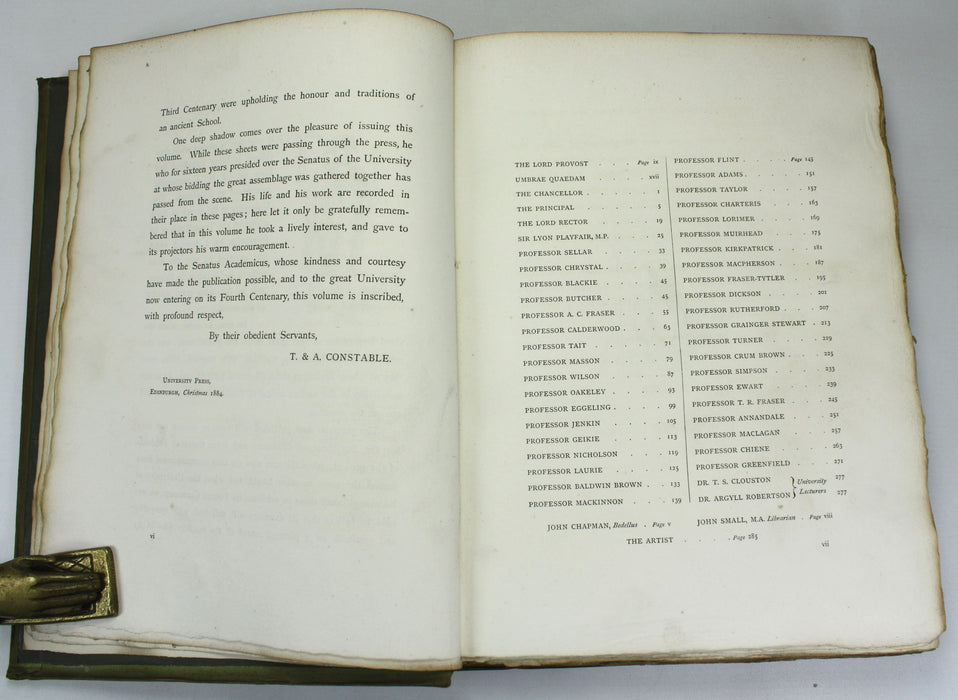 x
Third Centenary were upholding the honour and traditions of
an ancient School.
One deep shadow comes over the pleasure of issuing this
volume. While these sheets were passing through the press, he
who for sixteen years presided over the Senatus of the University
at whose bidding the great assemblage was gathered together has
passed from the scene. His life and his work are recorded in
their place in these pages; here let it only be gratefully remem-
bered that in this volume he took a lively interest, and gave to
its projectors his warm encouragement.
To the Senatus Academicus, whose kindness and courtesy
have made the publication possible, and to the great University
now entering on its Fourth Centenary, this volume is inscribed,
with profound respect,
By their obedient Servants,
T. & A. CONSTABLE.
University Press,
Edinburgh, Christmas 1884.
vi
THE LORD PROVOST . . . Page ix
UMBRAE QUAEDAM . . . . xvii
THE CHANCELLOR . . . . . 1
THE PRINCIPAL . . . . . 5
THE LORD RECTOR . . . . 19
SIR LYON PLAYFAIR, M.P. . . . . 25
PROFESSOR SELLAR . . . . 33
PROFESSOR CHRYSTAL . . . . 39
PROFESSOR BLACKIE . . . . 45
PROFESSOR BUTCHER . . . . 45
PROFESSOR A. C. FRASER . . . 55
PROFESSOR CALDERWOOD . . . 63
PROFESSOR TAIT . . . . . 71
PROFESSOR MASSON . . . . 79
PROFESSOR WILSON . . . . 87
PROFESSOR OAKELEY . . . . 93
PROFESSOR EGGELING . . . . 99
PROFESSOR JENKIN . . . . 105
PROFESSOR GEIKIE . . . . 113
PROFESSOR NICHOLSON . . . 119
PROFESSOR LAURIE . . . . 125
PROFESSOR BALDWIN BROWN . . 133
PROFESSOR MACKINNON . . . 139
PROFESSOR FLINT . . . . . Page 145
PROFESSOR ADAMS . . . . . 151
PROFESSOR TAYLOR . . . . . 157
PROFESSOR CHARTERIS . . . . 163
PROFESSOR LORIMER . . . . . 169
PROFESSOR MUIRHEAD . . . . 175
PROFESSOR KIRKPATRICK . . . . 181
PROFESSOR MACPHERSON . . . . 187
PROFESSOR FRASER-TYTLER . . . 195
PROFESSOR DICKSON . . . . 201
PROFESSOR RUTHERFORD . . . . 207
PROFESSOR GRAINGER STEWART . 213
PROFESSOR TURNER . . . . 219
PROFESSOR CRUM BROWN . . . 225
PROFESSOR SIMPSON . . . . 233
PROFESSOR EWART . . . . 239
PROFESSOR T. R. FRASER . . . 245
PROFESSOR ANNANDALE . . . 251
PROFESSOR MACLAGAN . . . 257
PROFESSOR CHIENE . . . . 263
PROFESSOR GREENFIELD . . . 271
DR. T. S. CLOUSTON } University 277
DR. ARGYLL ROBERTSON } Lecturers 277
JOHN CHAPMAN, Bedellus . Page v
JOHN SMALL, M.A. Librarian . Page viii
THE ARTIST . . . . Page 285
vii